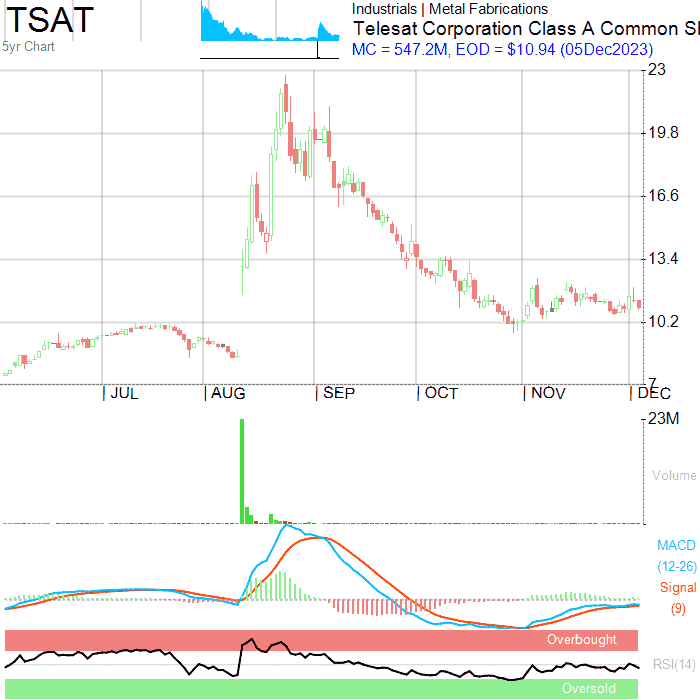 TSAT
5yr Chart
Industrials | Metal Fabrications
Telesat Corporation Class A Common
MC = 547.2M, EOD = $10.94 (05Dec2023)
23
19.8
16.6
13.4
10.2
7
JUL
AUG
SEP
OCT
NOV
DEC
23M
Volume
MACD
(12-26)
Signal
(9)
Overbought
RSI(14)
Oversold